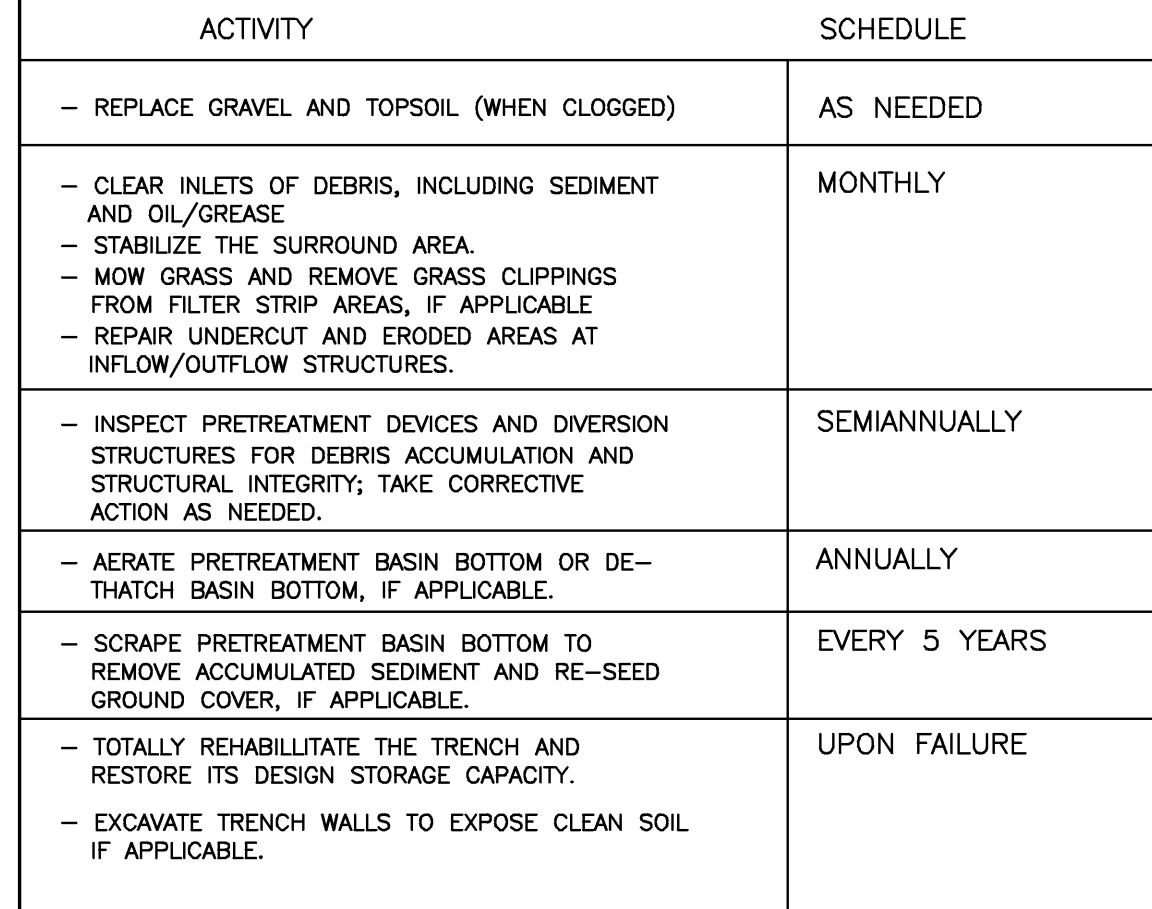 ACTIVITY SCHEDULE
– REPLACE GRAVEL AND TOPSOIL (WHEN CLOGGED) AS NEEDED
– CLEAR INLETS OF DEBRIS, INCLUDING SEDIMENT MONTHLY
AND OIL/GREASE
– STABILIZE THE SURROUND AREA.
– MOW GRASS AND REMOVE GRASS CLIPPINGS
FROM FILTER STRIP AREAS, IF APPLICABLE
– REPAIR UNDERCUT AND ERODED AREAS AT
INFLOW/OUTFLOW STRUCTURES.
– INSPECT PRETREATMENT DEVICES AND DIVERSION SEMIANNUALLY
STRUCTURES FOR DEBRIS ACCUMULATION AND
STRUCTURAL INTEGRITY; TAKE CORRECTIVE
ACTION AS NEEDED.
– AERATE PRETREATMENT BASIN BOTTOM OR DE– ANNUALLY
THATCH BASIN BOTTOM, IF APPLICABLE.
– SCRAPE PRETREATMENT BASIN BOTTOM TO EVERY 5 YEARS
REMOVE ACCUMULATED SEDIMENT AND RE–SEED
GROUND COVER, IF APPLICABLE.
– TOTALLY REHABILLITATE THE TRENCH AND UPON FAILURE
RESTORE ITS DESIGN STORAGE CAPACITY.
– EXCAVATE TRENCH WALLS TO EXPOSE CLEAN SOIL
IF APPLICABLE.